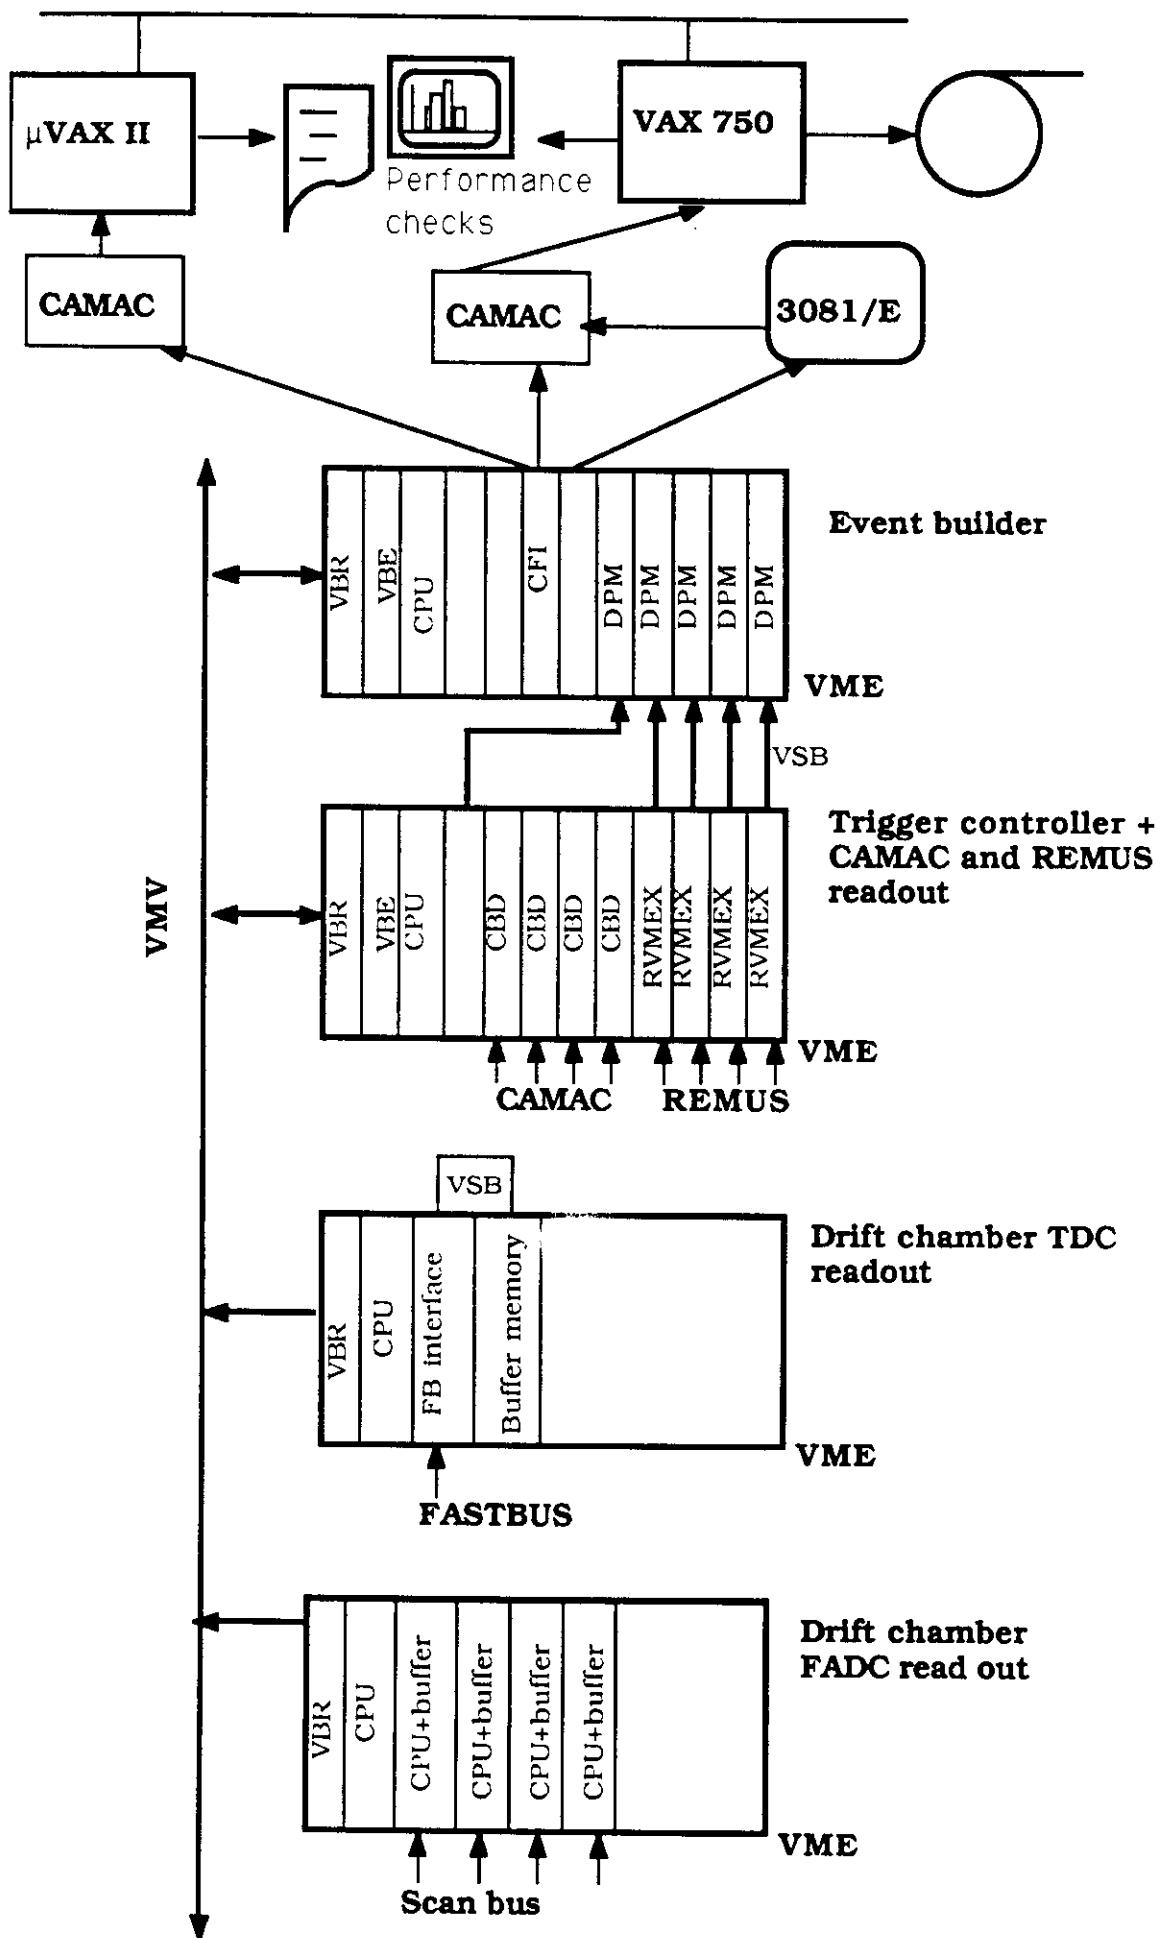 µVAX II
VAX 750
Performance
checks
CAMAC
CAMAC
3081/E
Event builder
VBR
VBE
CPU
CFI
DPM
DPM
DPM
DPM
DPM
VME
VSB
Trigger controller +
CAMAC and REMUS
readout
VMV
VBR
VBE
CPU
CBD
CBD
CBD
CBD
RVMEX
RVMEX
RVMEX
RVMEX
VME
CAMAC
REMUS
VSB
Drift chamber TDC
readout
VBR
CPU
FB interface
Buffer memory
VME
FASTBUS
Drift chamber
FADC read out
VBR
CPU
CPU+buffer
CPU+buffer
CPU+buffer
CPU+buffer
VME
Scan bus